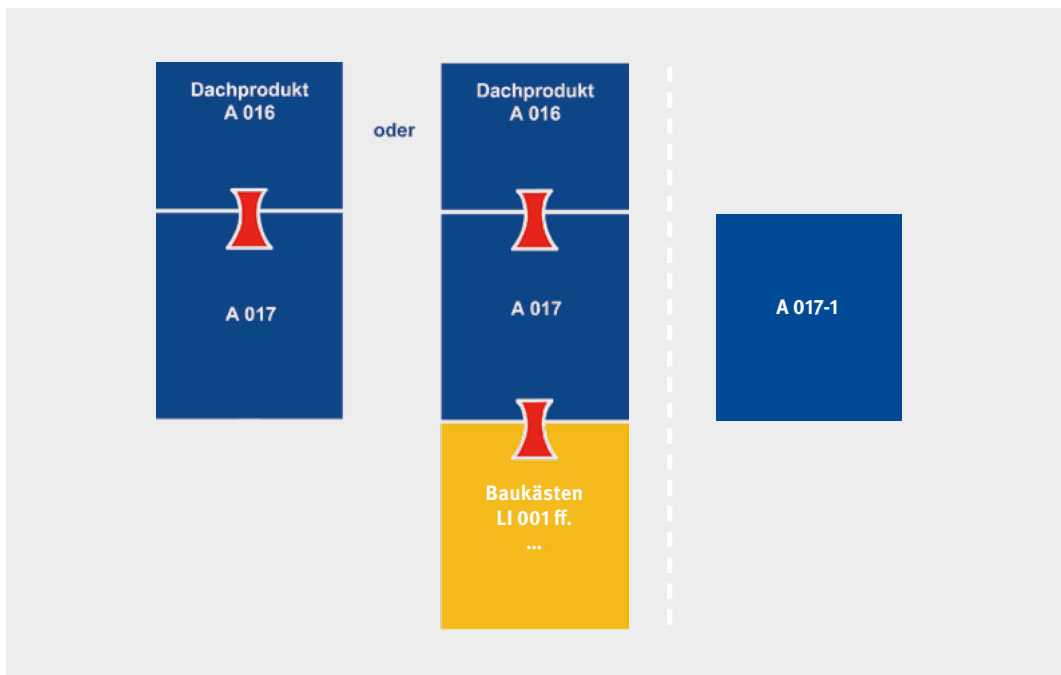 Dachprodukt
A 016
A 017
oder
Dachprodukt
A 016
A 017
Baukästen
LI 001 ff.
...
A 017-1